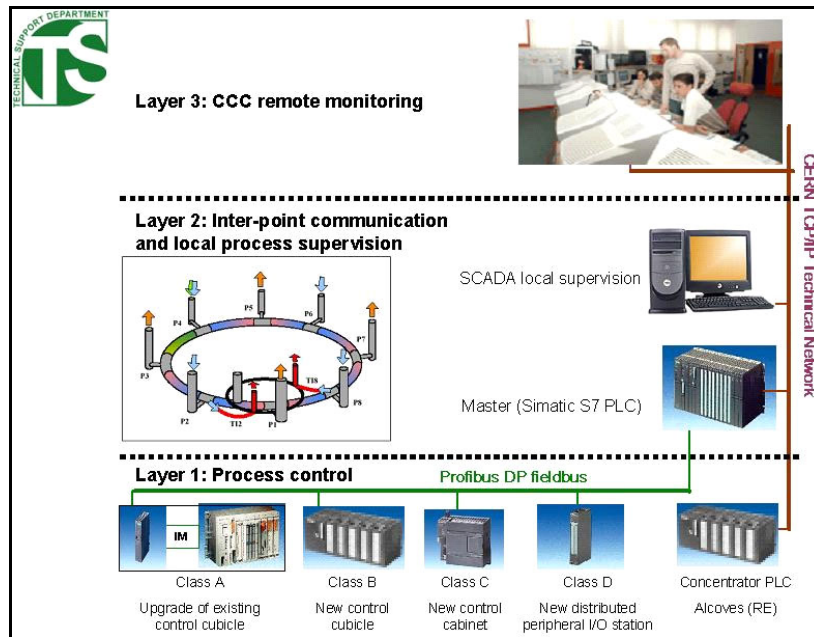 TECHNICAL SUPPORT DEPARTMENT
TS
Layer 3: CCC remote monitoring
CERN TCP/IP Technical Network
Layer 2: Inter-point communication
and local process supervision
SCADA local supervision
P5
P4
P6
P7
P3
TI8
P2
P8
TI2
P1
Master (Simatic S7 PLC)
Layer 1: Process control
Profibus DP fieldbus
IM
Class A
Class B
Class C
Class D
Concentrator PLC
Upgrade of existing
control cubicle
New control
cubicle
New control
cabinet
New distributed
peripheral I/O station
Alcoves (RE)